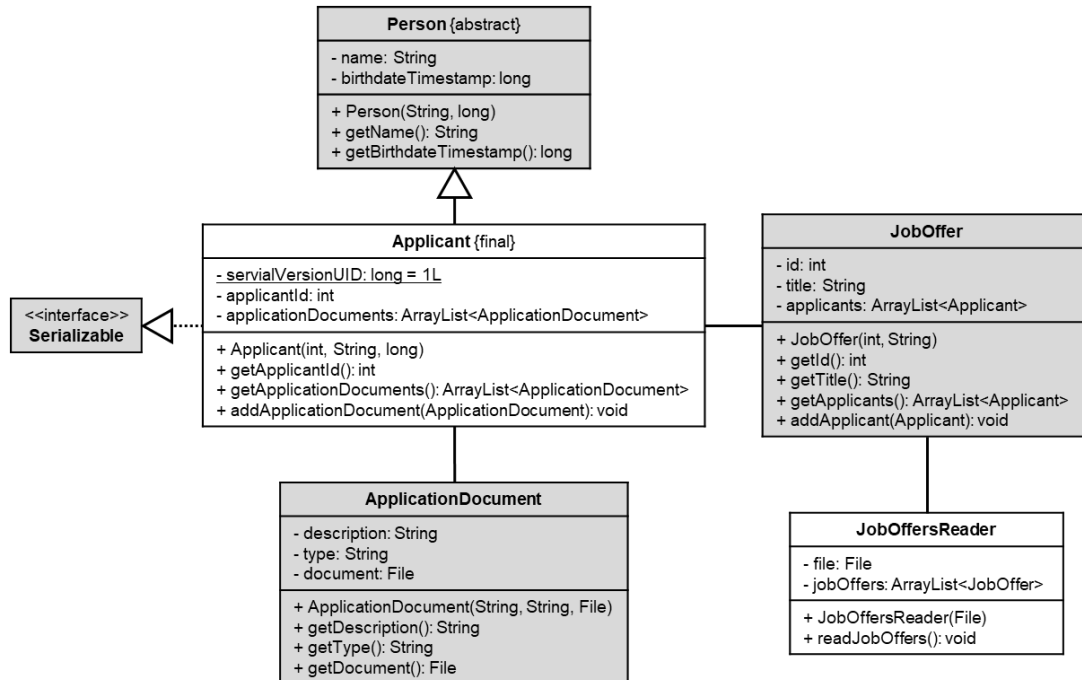 Person {abstract}
- name: String
- birthdateTimestamp: long
+ Person(String, long)
+ getName(): String
+ getBirthdateTimestamp(): long
Applicant {final}
- servialVersionUID: long = 1L
- applicantId: int
- applicationDocuments: ArrayList<ApplicationDocument>
+ Applicant(int, String, long)
+ getApplicantId(): int
+ getApplicationDocuments(): ArrayList<ApplicationDocument>
+ addApplicationDocument(ApplicationDocument): void
JobOffer
- id: int
- title: String
- applicants: ArrayList<Applicant>
+ JobOffer(int, String)
+ getId(): int
+ getTitle(): String
+ getApplicants(): ArrayList<Applicant>
+ addApplicant(Applicant): void
<<interface>>
Serializable
ApplicationDocument
- description: String
- type: String
- document: File
+ ApplicationDocument(String, String, File)
+ getDescription(): String
+ getType(): String
+ getDocument(): File
JobOffersReader
- file: File
- jobOffers: ArrayList<JobOffer>
+ JobOffersReader(File)
+ readJobOffers(): void